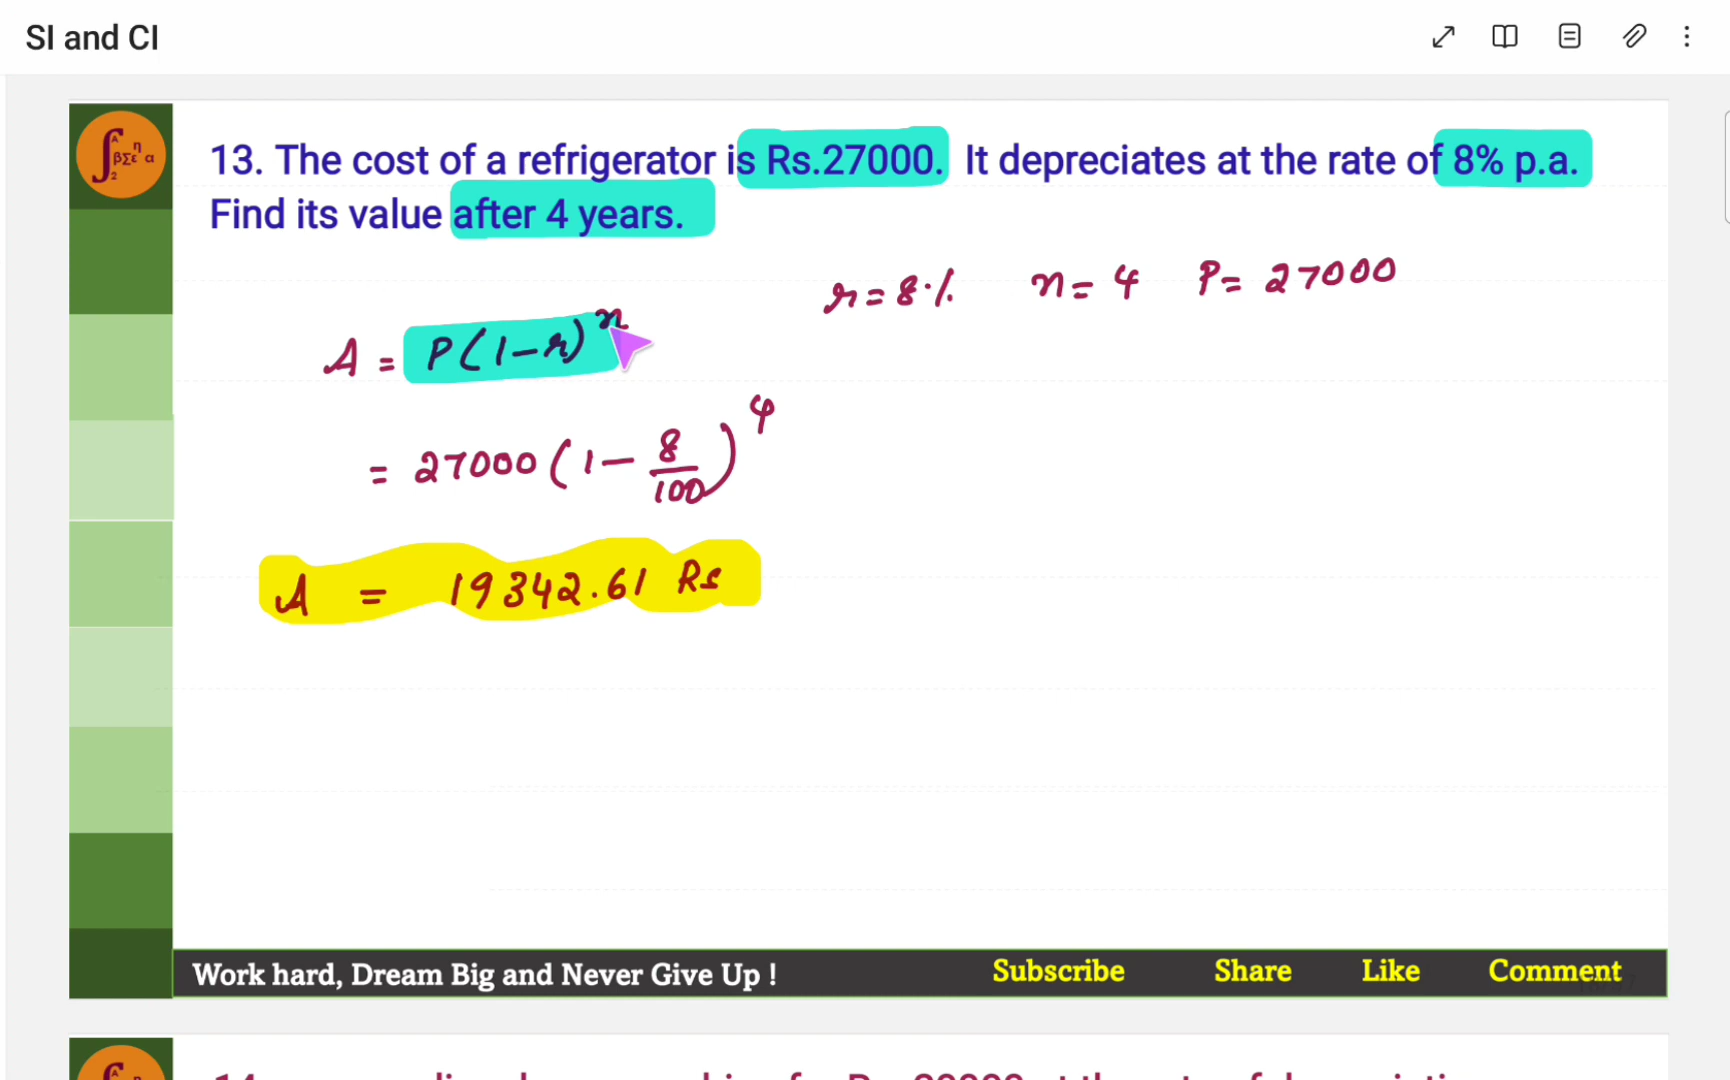 SI and CI
13. The cost of a refrigerator is Rs.27000. It depreciates at the rate of 8% p.a.
Find its value after 4 years.
r = 8% n = 4 P = 27000
A = P(1-r)^n
= 27000 (1 - 8/100)^4
A = 19342.61 Rs
Work hard, Dream Big and Never Give Up ! Subscribe Share Like Comment